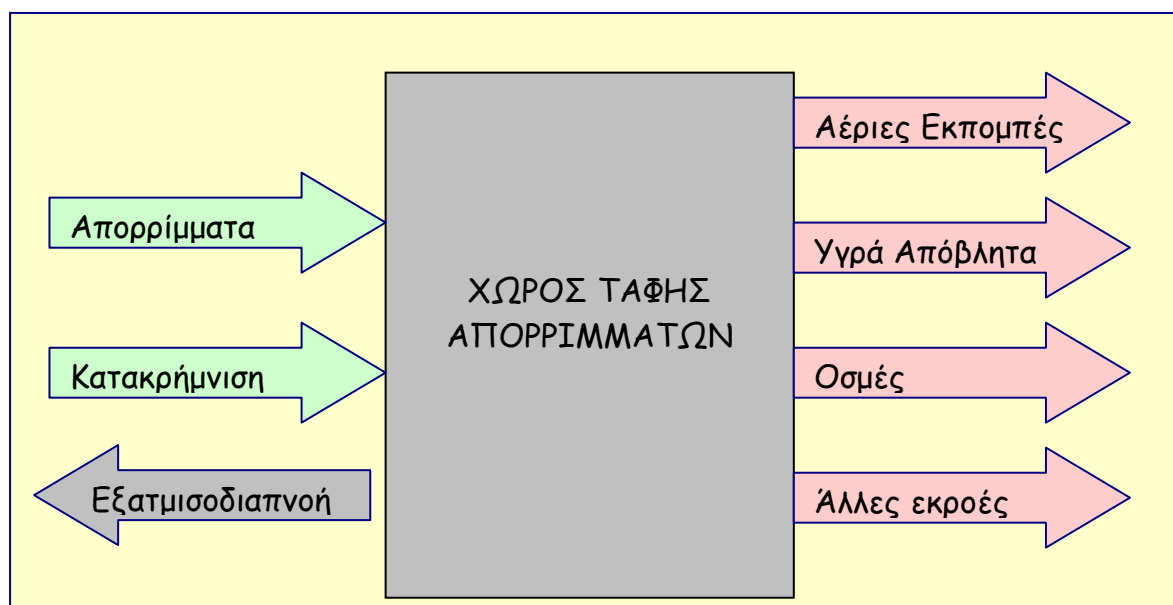 Απορρίμματα
Κατακρήμνιση
Εξατμισοδιαπνοή
ΧΩΡΟΣ ΤΑΦΗΣ
ΑΠΟΡΡΙΜΜΑΤΩΝ
Αέριες Εκπομπές
Υγρά Απόβλητα
Οσμές
Άλλες εκροές